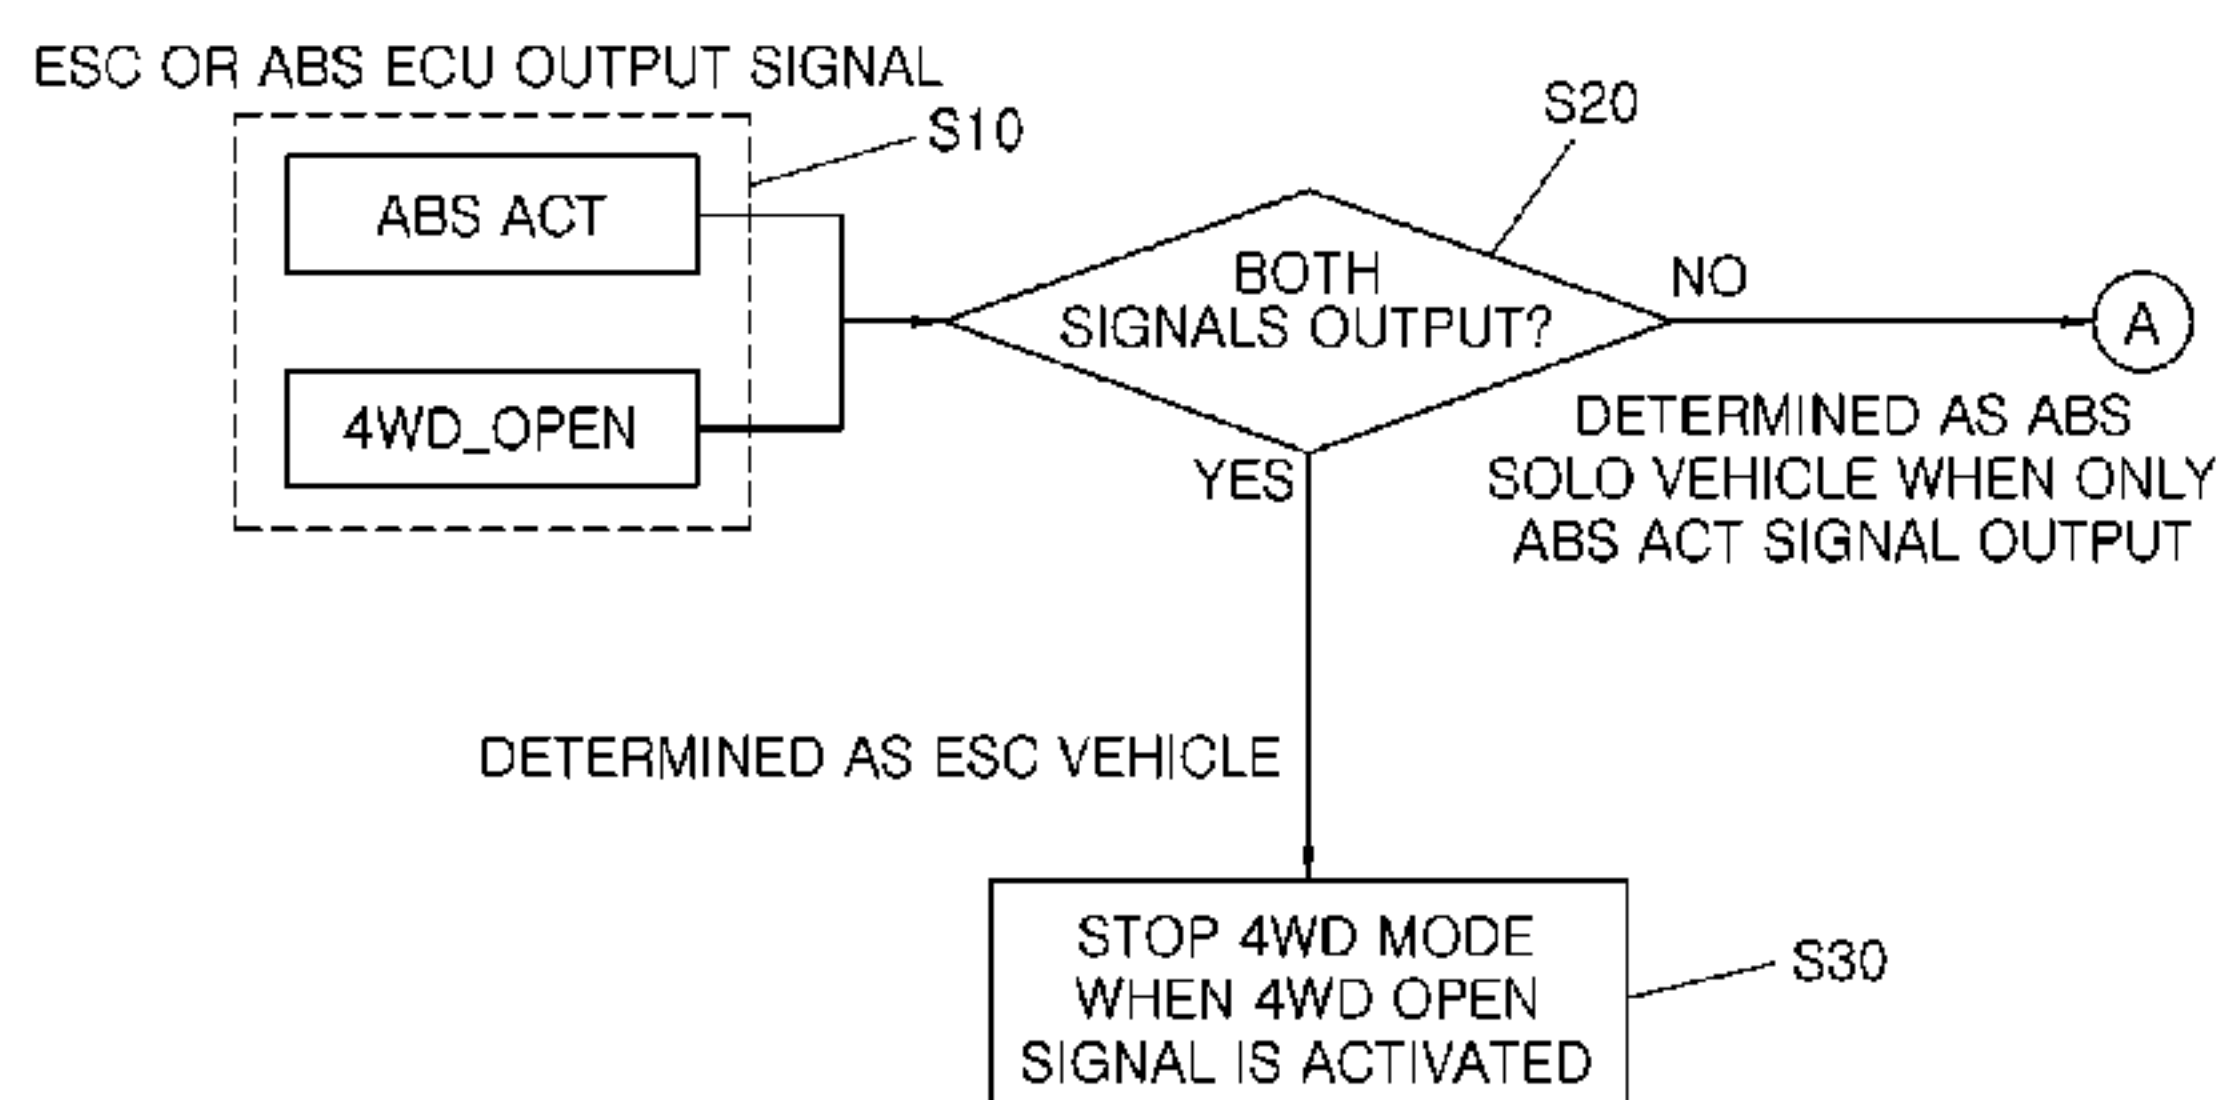 ESC OR ABS ECU OUTPUT SIGNAL
S10
ABS ACT
4WD_OPEN
S20
BOTH
SIGNALS OUTPUT?
NO
A
DETERMINED AS ABS
SOLO VEHICLE WHEN ONLY
ABS ACT SIGNAL OUTPUT
YES
DETERMINED AS ESC VEHICLE
STOP 4WD MODE
WHEN 4WD OPEN
SIGNAL IS ACTIVATED
S30